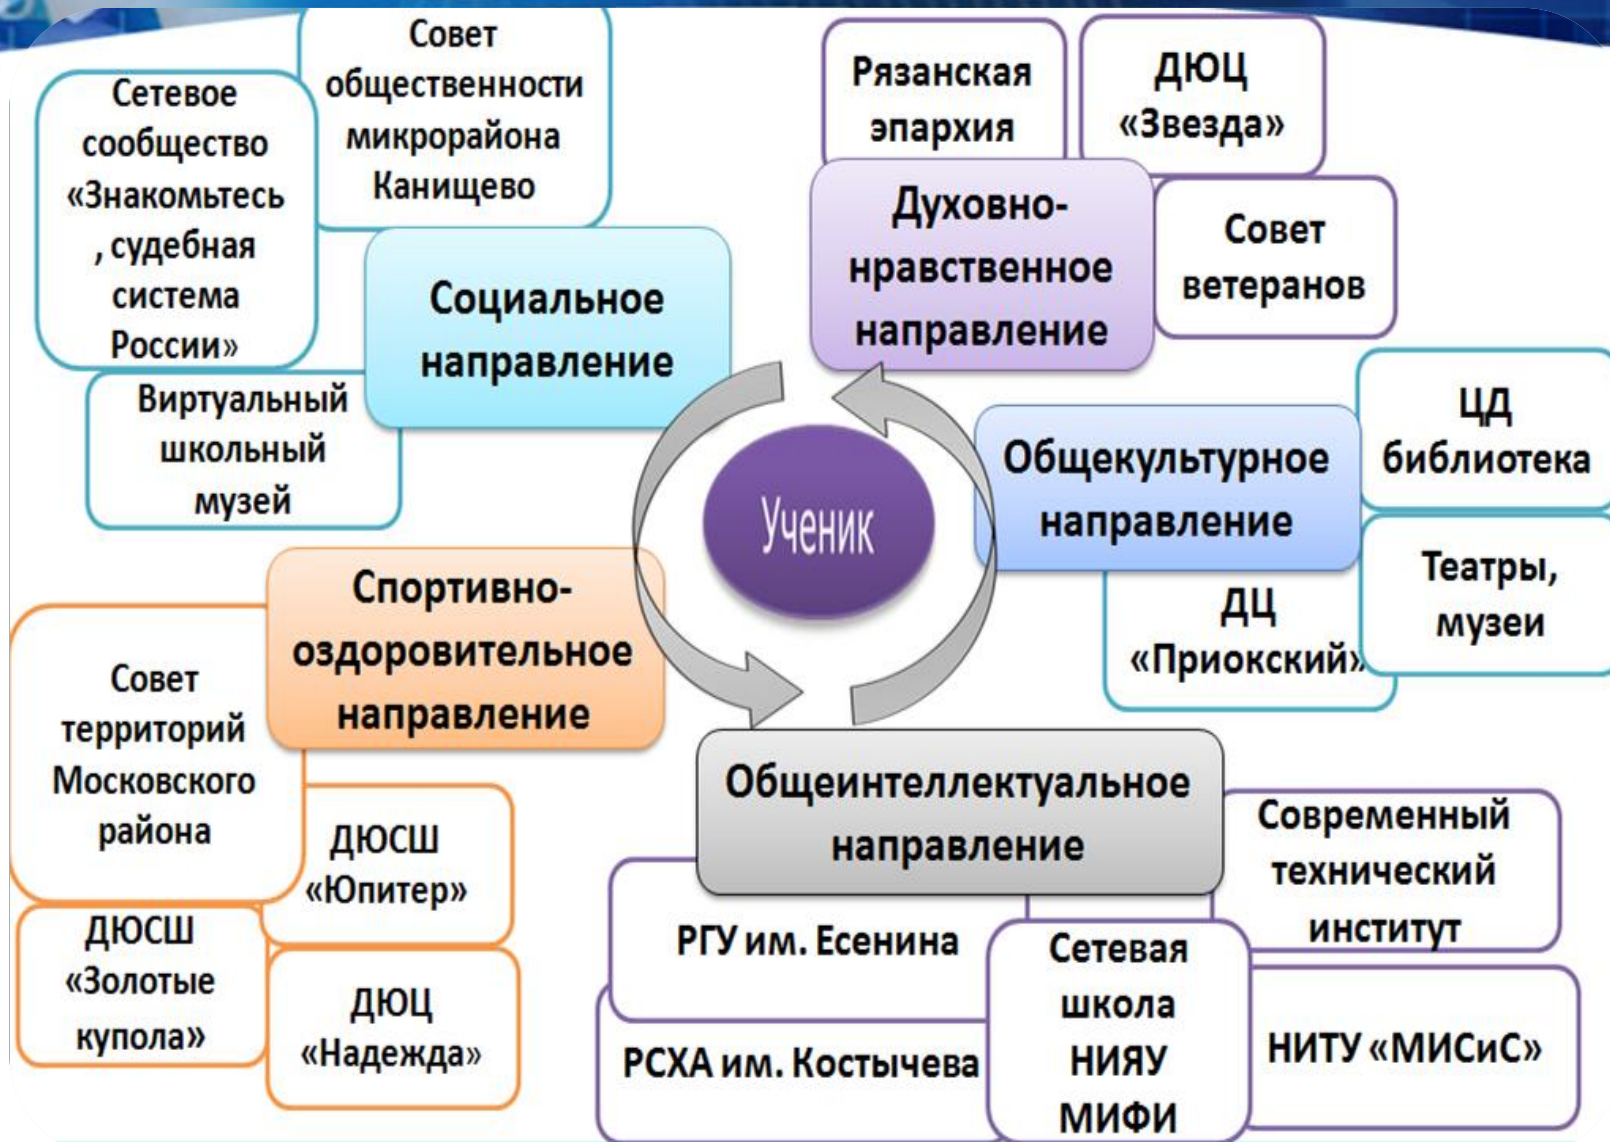 Совет
общественности
микрорайона
Канищево
Сетевое
сообщество
«Знакомьтесь
, судебная
система
России»
Социальное
направление
Виртуальный
школьный
музей
Рязанская
эпархия
ДЮЦ
«Звезда»
Духовно-
нравственное
направление
Совет
ветеранов
Общекультурное
направление
ЦД
библиотека
Театры,
музеи
ДЦ
«Приокский»
Ученик
Спортивно-
оздоровительное
направление
Совет
территорий
Московского
района
ДЮСШ
«Юпитер»
ДЮСШ
«Золотые
купола»
ДЮЦ
«Надежда»
Общеинтеллектуальное
направление
Современный
технический
институт
РГУ им. Есенина
Сетевая
школа
НИЯУ
МИФИ
РСХА им. Костычева
НИТУ «МИСиС»